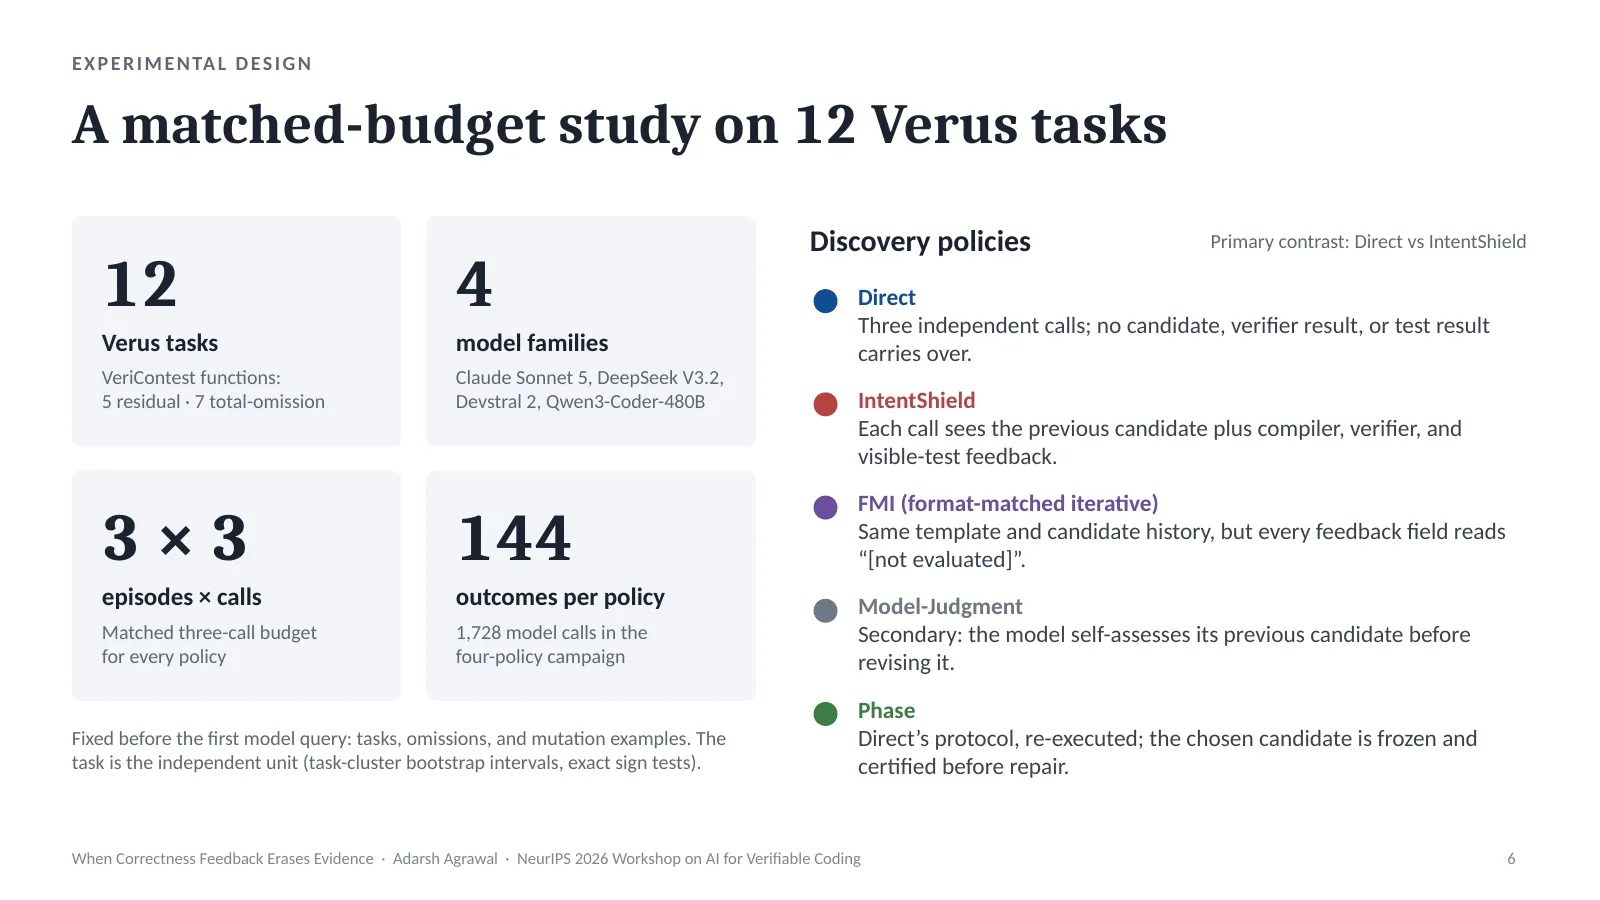 EXPERIMENTAL DESIGN
A matched-budget study on 12 Verus tasks
12
Verus tasks
VeriContest functions:
5 residual · 7 total-omission
4
model families
Claude Sonnet 5, DeepSeek V3.2,
Devstral 2, Qwen3-Coder-480B
3 × 3
episodes × calls
Matched three-call budget
for every policy
144
outcomes per policy
1,728 model calls in the
four-policy campaign
Fixed before the first model query: tasks, omissions, and mutation examples. The
task is the independent unit (task-cluster bootstrap intervals, exact sign tests).
Discovery policies
Primary contrast: Direct vs IntentShield
Direct
Three independent calls; no candidate, verifier result, or test result
carries over.
IntentShield
Each call sees the previous candidate plus compiler, verifier, and
visible-test feedback.
FMI (format-matched iterative)
Same template and candidate history, but every feedback field reads
“[not evaluated]”.
Model-Judgment
Secondary: the model self-assesses its previous candidate before
revising it.
Phase
Direct’s protocol, re-executed; the chosen candidate is frozen and
certified before repair.
When Correctness Feedback Erases Evidence · Adarsh Agrawal · NeurIPS 2026 Workshop on AI for Verifiable Coding
6